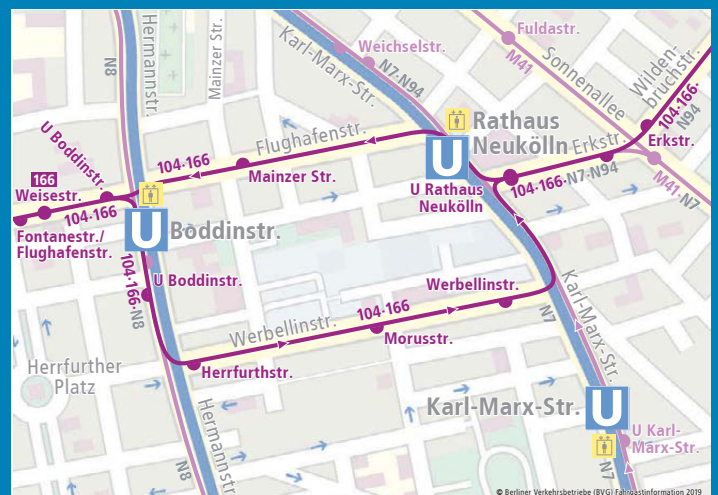 N8
Hermannstr.
Mainzer Str.
Karl-Marx-Str.
Weichselstr.
N7·N94
Fuldastr.
M41
Sonnenallee
Wilden-
bruchstr.
104·166·
N94
U Boddinstr.
104·166
Flughafenstr.
Mainzer Str.
U
Rathaus
Neukölln
Erkstr.
Erkstr.
166
Weisestr.
104·166
Fontanestr./
Flughafenstr.
U
Boddinstr.
U Rathaus
Neukölln
104·166·N7·N94
M41·N7
104·166·N8
U Boddinstr.
Werbellinstr.
104·166
Werbellinstr.
Morusstr.
Herrfurthstr.
N7
Karl-Marx-Str.
Herrfurther
Platz
Hermannstr.
N8
Karl-Marx-Str.
U
U Karl-
Marx-Str.
N7
© Berliner Verkehrsbetriebe (BVG) Fahrgastinformation 2019